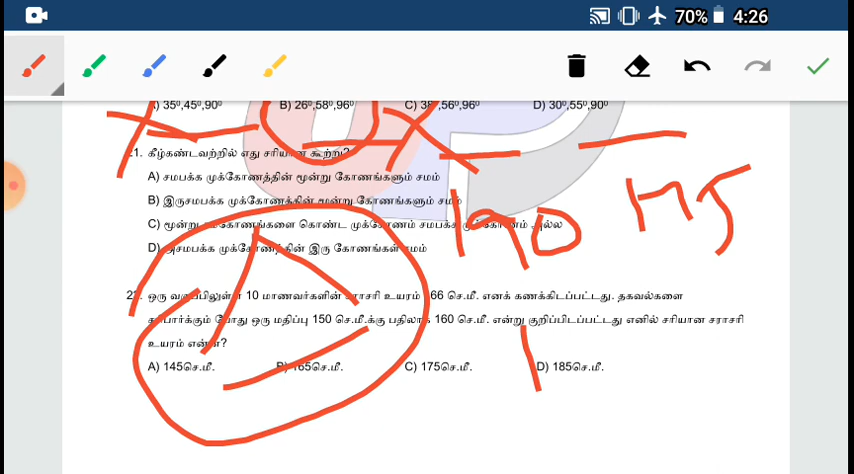 70% 4:26
A) 35⁰,45⁰,90⁰ B) 26⁰,58⁰,96⁰ C) 38⁰,56⁰,96⁰ D) 30⁰,55⁰,90⁰
21. கீழ்கண்டவற்றில் எது சரியான கூற்று?
A) சமபக்க முக்கோணத்தின் மூன்று கோணங்களும் சமம்
B) இருசமபக்க முக்கோணத்தின் மூன்று கோணங்களும் சமம்
C) மூன்று சமகோணங்களை கொண்ட முக்கோணம் சமபக்க முக்கோணம் அல்ல
D) அசமபக்க முக்கோணத்தின் இரு கோணங்கள் சமம்
190
22. ஒரு வகுப்பிலுள்ள 10 மாணவர்களின் சராசரி உயரம் 166 செ.மீ. எனக் கணக்கிடப்பட்டது. தகவல்களை
சரிபார்க்கும் போது ஒரு மதிப்பு 150 செ.மீ.க்கு பதிலாக 160 செ.மீ. என்று குறிப்பிடப்பட்டது எனில் சரியான சராசரி
உயரம் என்ன?
A) 145செ.மீ. B) 165செ.மீ. C) 175செ.மீ. D) 185செ.மீ.